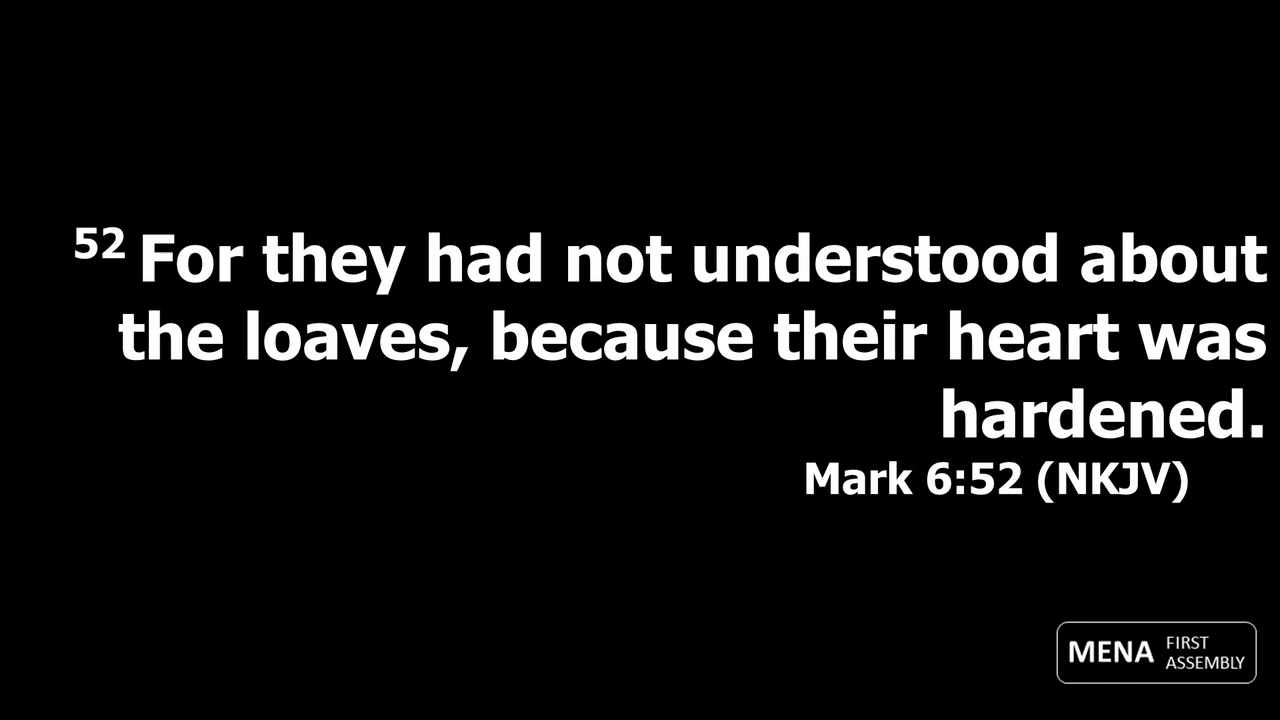 52 For they had not understood about
the loaves, because their heart was
hardened.
Mark 6:52 (NKJV)
MENA FIRST
ASSEMBLY